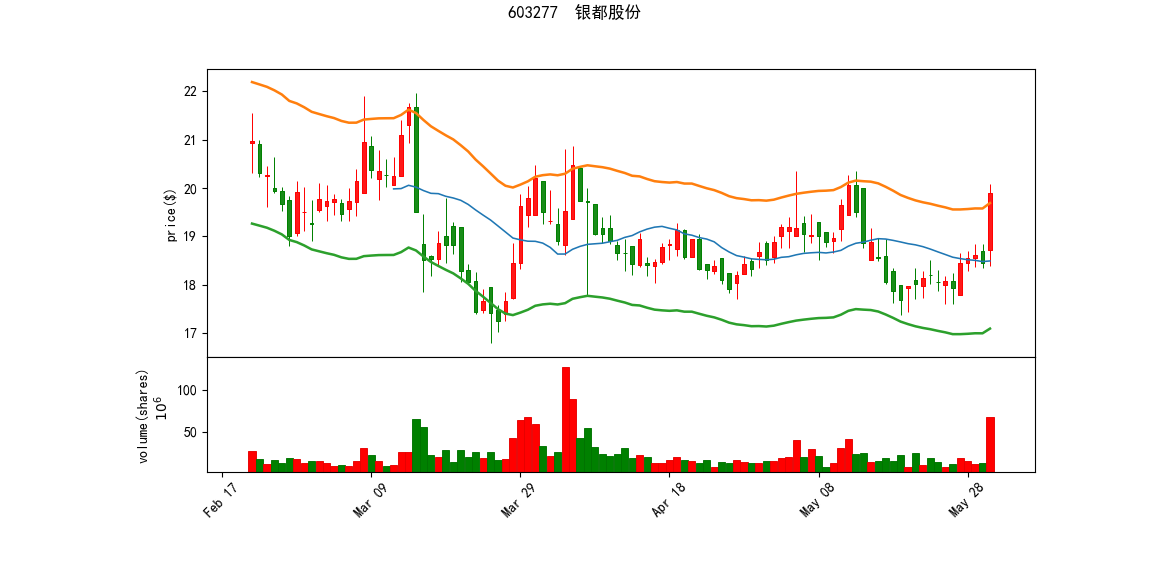 603277 银都股份
22
21
20
19
18
17
price($)
100
50
volume(shares)
10^6
Feb 17
Mar 09
Mar 29
Apr 18
May 08
May 28